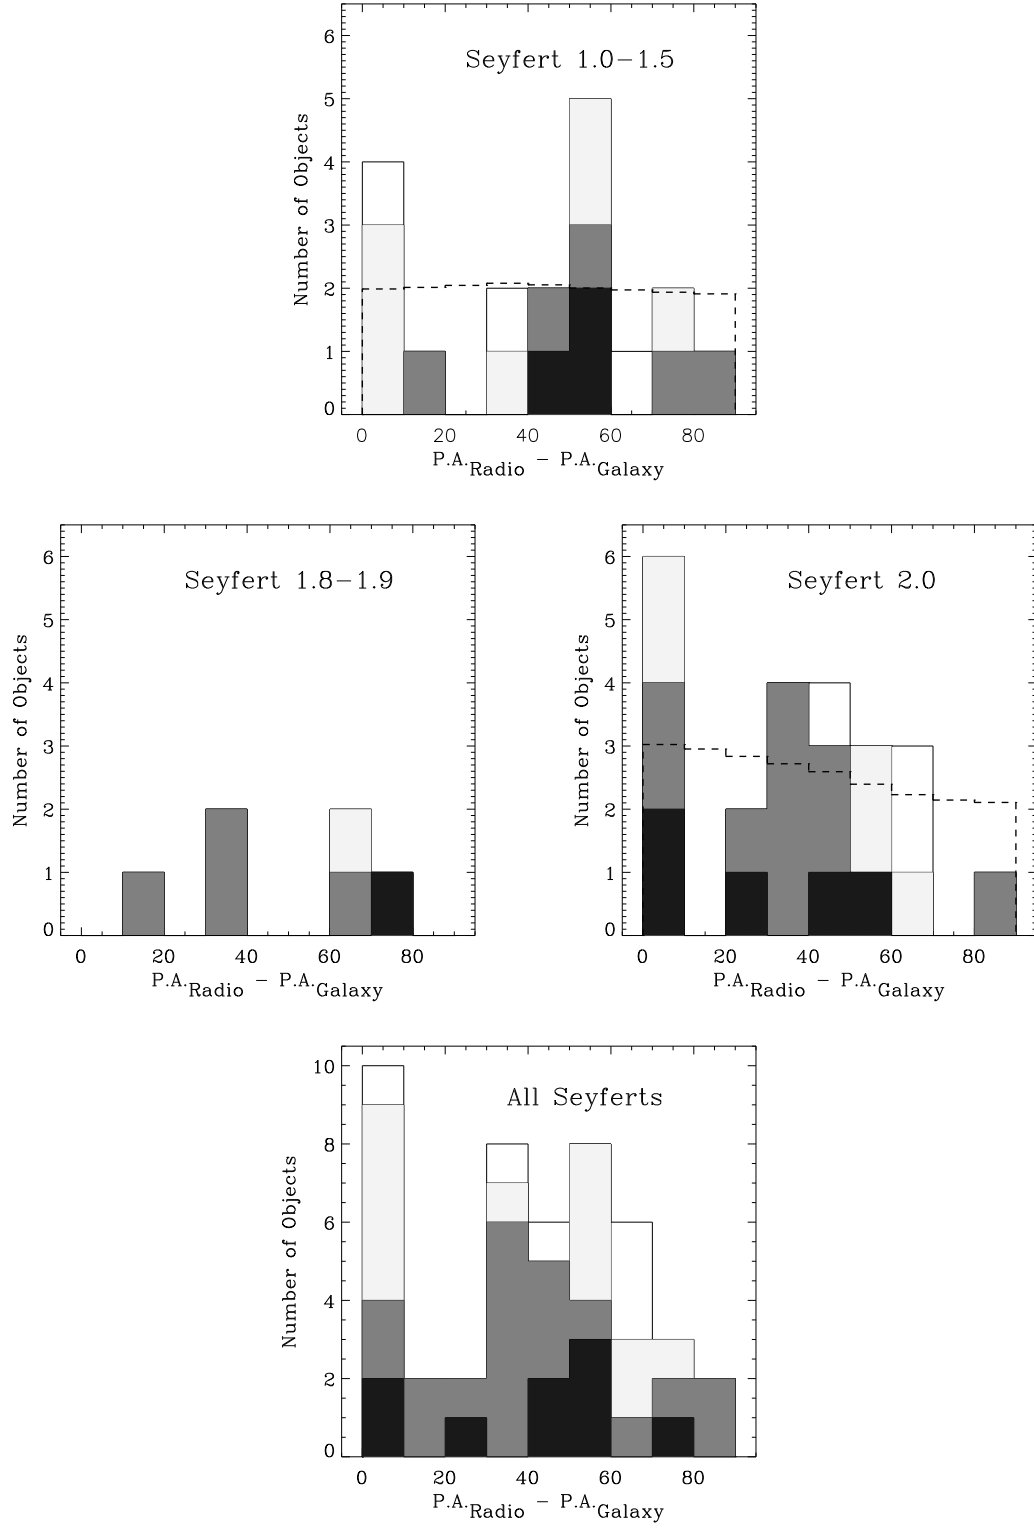 Seyfert 1.0−1.5
Number of Objects
6
5
4
3
2
1
0
0 20 40 60 80
P.A.Radio − P.A.Galaxy
Seyfert 1.8−1.9
Number of Objects
6
5
4
3
2
1
0
0 20 40 60 80
P.A.Radio − P.A.Galaxy
Seyfert 2.0
Number of Objects
6
5
4
3
2
1
0
0 20 40 60 80
P.A.Radio − P.A.Galaxy
All Seyferts
Number of Objects
10
8
6
4
2
0
0 20 40 60 80
P.A.Radio − P.A.Galaxy